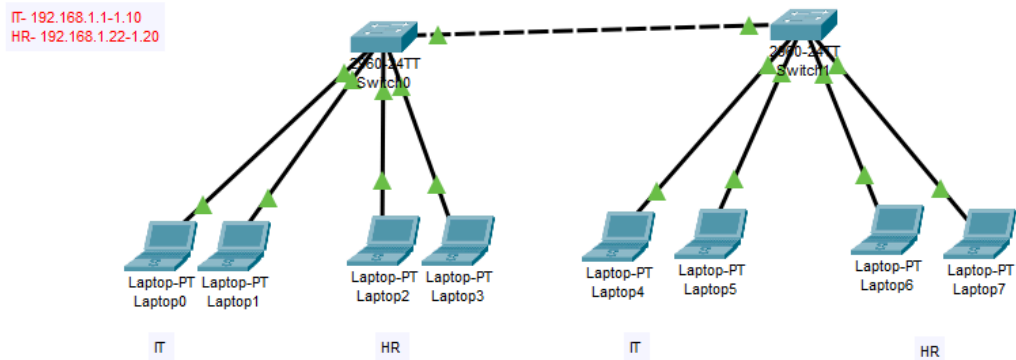 IT- 192.168.1.1-1.10
HR- 192.168.1.22-1.20
2960-24TT
Switch0
2960-24TT
Switch1
Laptop-PT
Laptop0
Laptop-PT
Laptop1
Laptop-PT
Laptop2
Laptop-PT
Laptop3
Laptop-PT
Laptop4
Laptop-PT
Laptop5
Laptop-PT
Laptop6
Laptop-PT
Laptop7
IT
HR
IT
HR